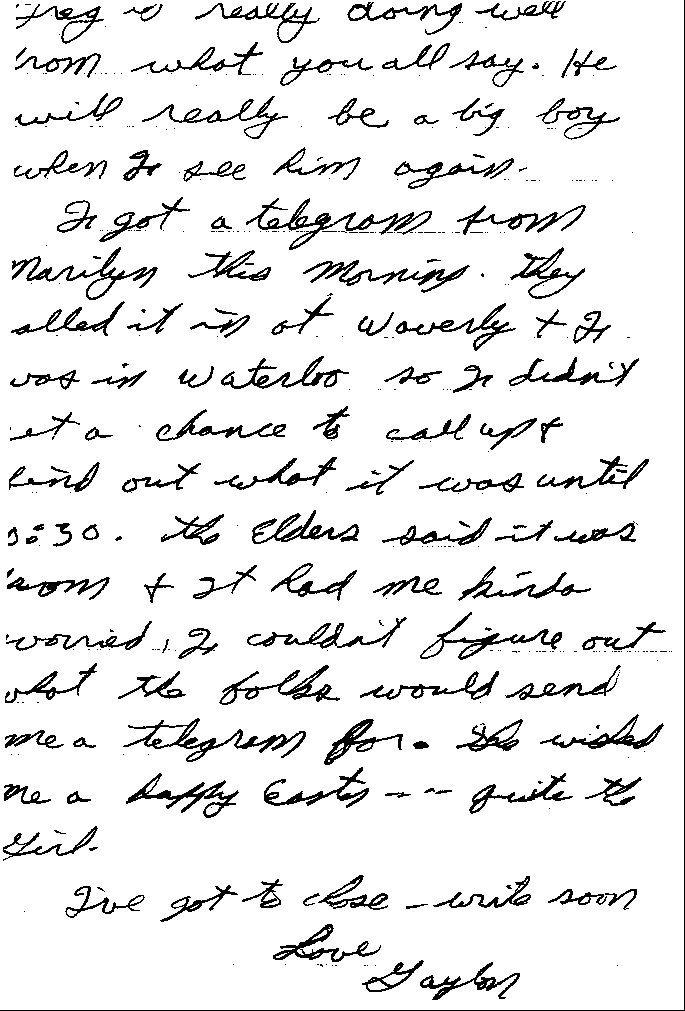 Greg is really doing well
from what you all say. He
will really be a big boy
when I see him again.
I got a telegram from
Marilyn this morning. They
alled it in at Waverly + I
was in Waterloo so I didn't
et a chance to call up +
find out what it was until
3:30. The Elders said it was
+ It had me kinda
worried, I couldn't figure out
what the folks would send
me a telegram for. She wished
me a happy Easter --- quite the
Girl.
I've got to close - write soon
Love
Gaylon